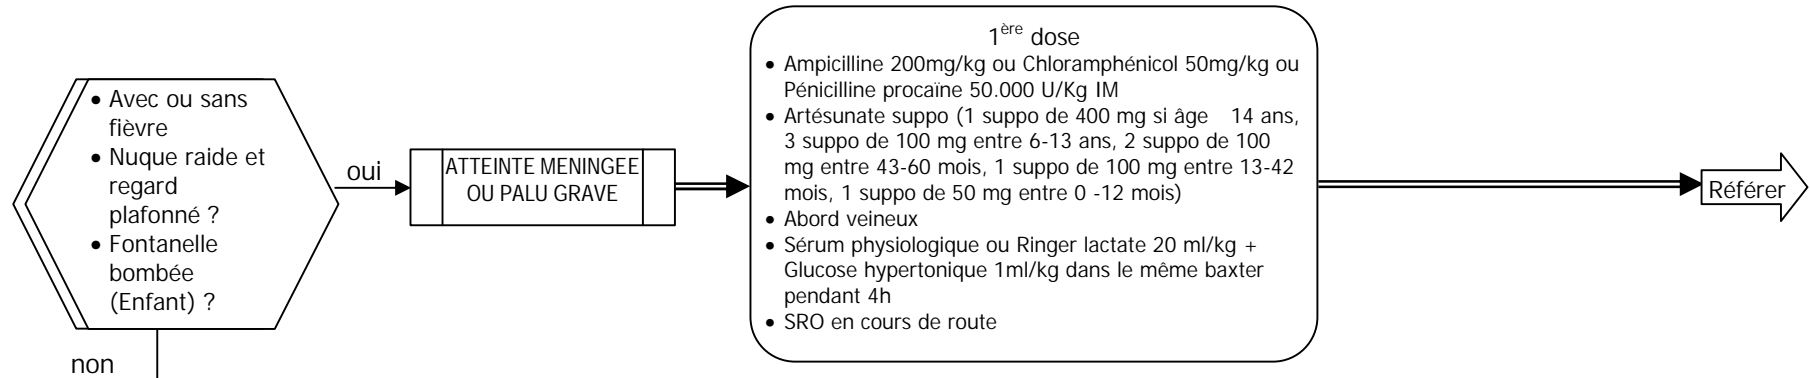 • Avec ou sans
fièvre
• Nuque raide et
regard
plafonné ?
• Fontanelle
bombée
(Enfant) ?
oui
non
ATTEINTE MENINGEE
OU PALU GRAVE
1ère dose
• Ampicilline 200mg/kg ou Chloramphénicol 50mg/kg ou
Pénicilline procaïne 50.000 U/Kg IM
• Artésunate suppo (1 suppo de 400 mg si âge 14 ans,
3 suppo de 100 mg entre 6-13 ans, 2 suppo de 100
mg entre 43-60 mois, 1 suppo de 100 mg entre 13-42
mois, 1 suppo de 50 mg entre 0 -12 mois)
• Abord veineux
• Sérum physiologique ou Ringer lactate 20 ml/kg +
Glucose hypertonique 1ml/kg dans le même baxter
pendant 4h
• SRO en cours de route
Référer